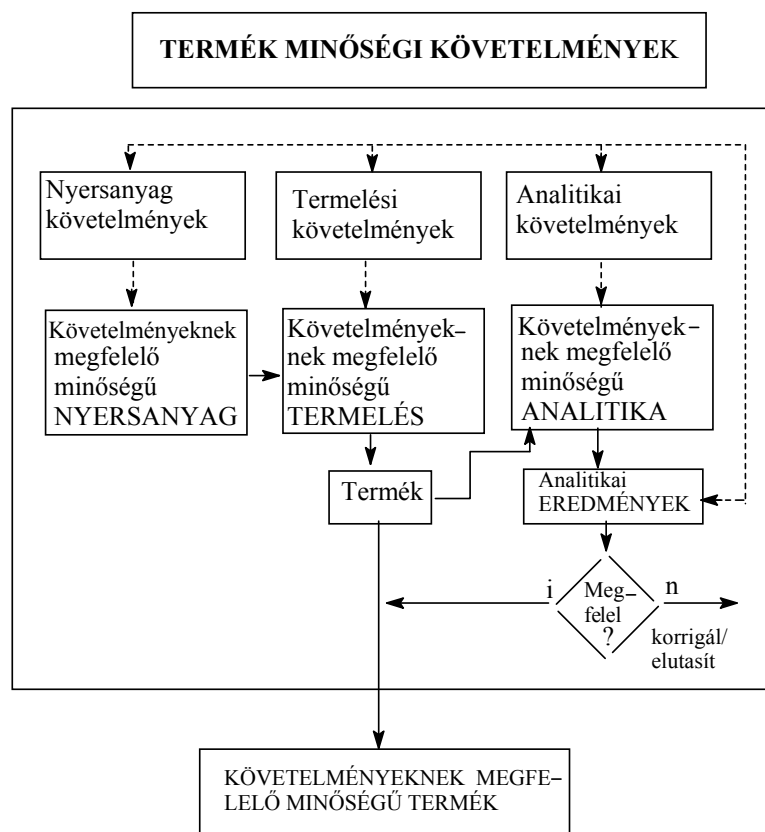 TERMÉK MINŐSÉGI KÖVETELMÉNYEK
Nyersanyag
követelmények
Termelési
követelmények
Analitikai
követelmények
Követelményeknek
megfelelő
minőségű
NYERSANYAG
Követelmények–
nek megfelelő
minőségű
TERMELÉS
Követelmények–
nek megfelelő
minőségű
ANALITIKA
Termék
Analitikai
EREDMÉNYEK
i
Meg–
felel
?
n
korrigál/
elutasít
KÖVETELMÉNYEKNEK MEGFE–
LELŐ MINŐSÉGŰ TERMÉK